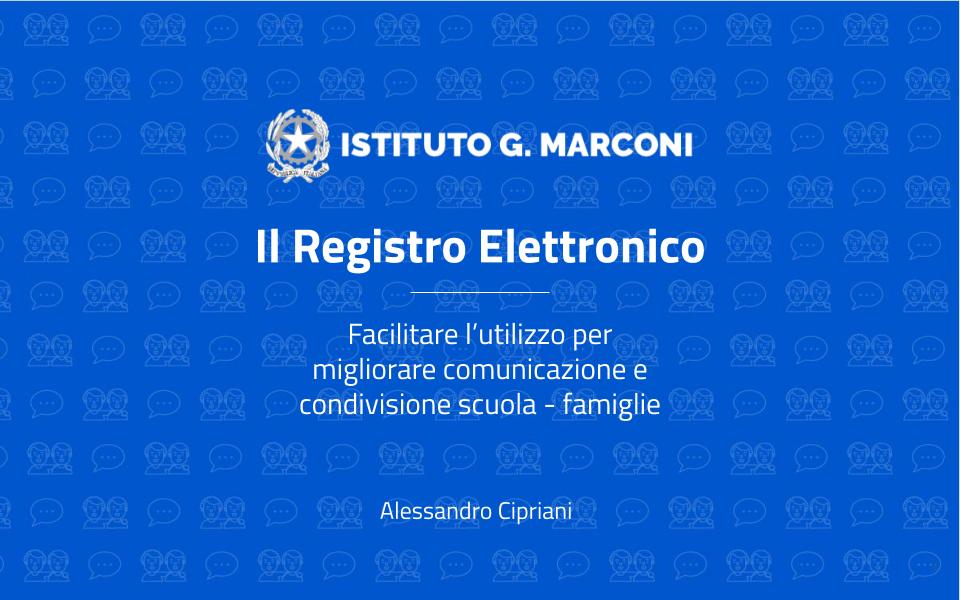 ISTITUTO G. MARCONI
Il Registro Elettronico
Facilitare l’utilizzo per
migliorare comunicazione e
condivisione scuola - famiglie
Alessandro Cipriani